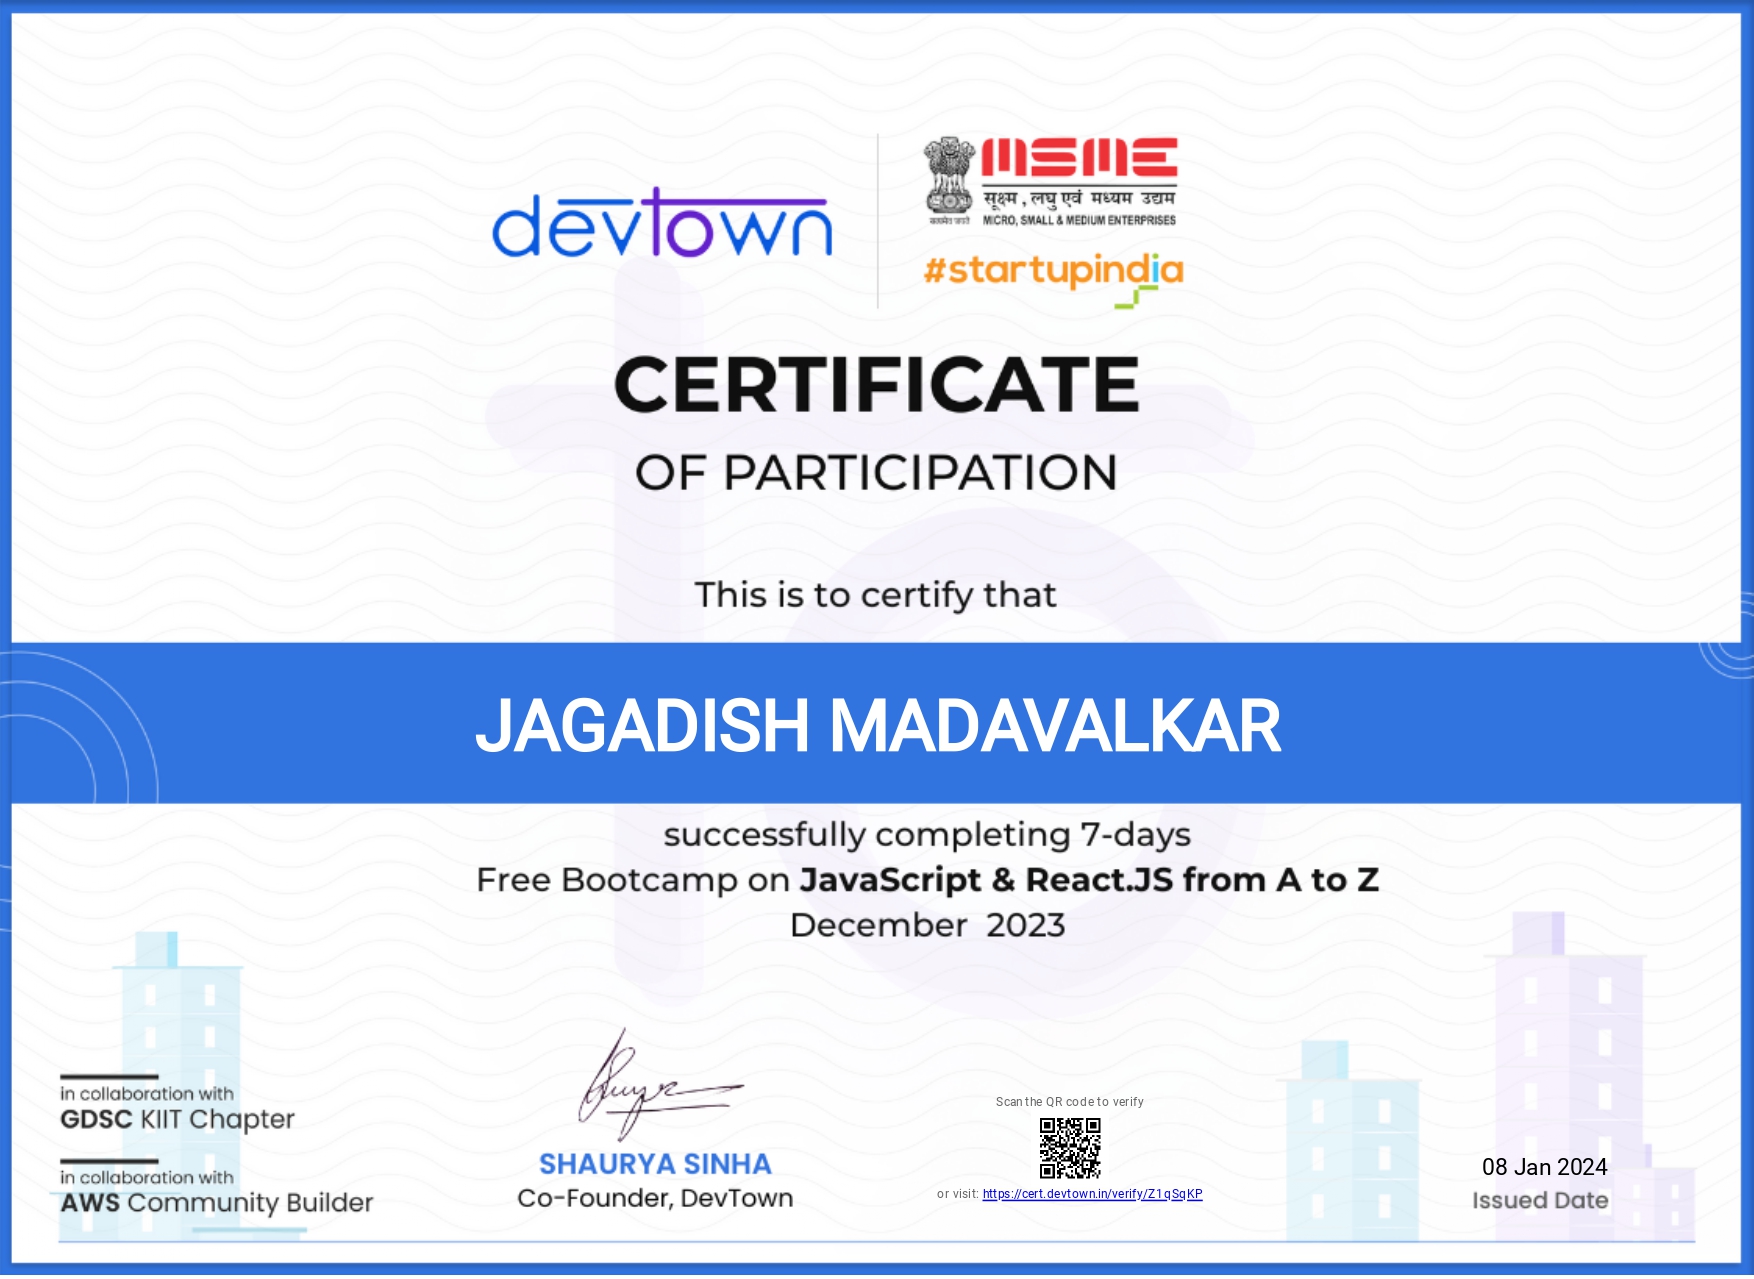 devtown
MSME
सूक्ष्म , लघु एवं मध्यम उद्यम
MICRO, SMALL & MEDIUM ENTERPRISES
सत्यमेव जयते
#startupindia
CERTIFICATE
OF PARTICIPATION
This is to certify that
JAGADISH MADAVALKAR
successfully completing 7-days
Free Bootcamp on JavaScript & React.JS from A to Z
December 2023
in collaboration with
GDSC KIIT Chapter
in collaboration with
AWS Community Builder
SHAURYA SINHA
Co-Founder, DevTown
Scan the QR code to verify
or visit: https://cert.devtown.in/verify/Z1qSqKP
08 Jan 2024
Issued Date